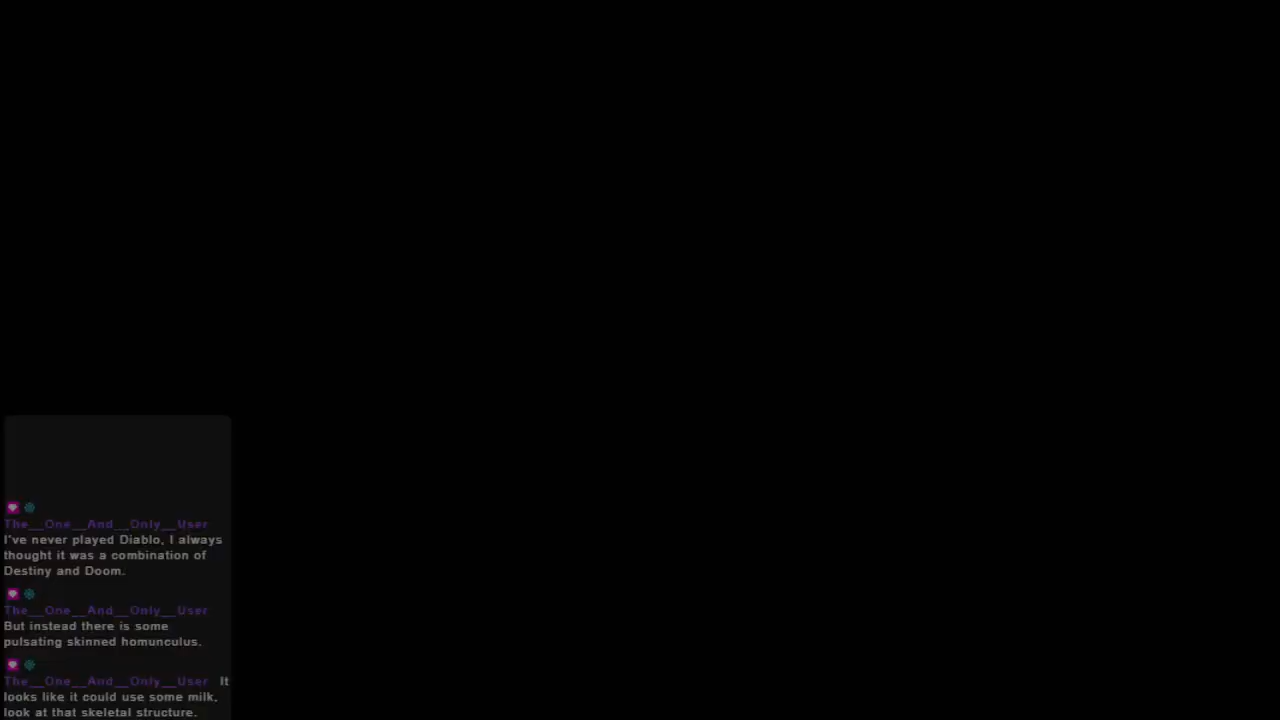 The__One__And__Only__User
I've never played Diablo, I always
thought it was a combination of
Destiny and Doom.
The__One__And__Only__User
But instead there is some
pulsating skinned homunculus.
The__One__And__Only__User It
looks like it could use some milk,
look at that skeletal structure.